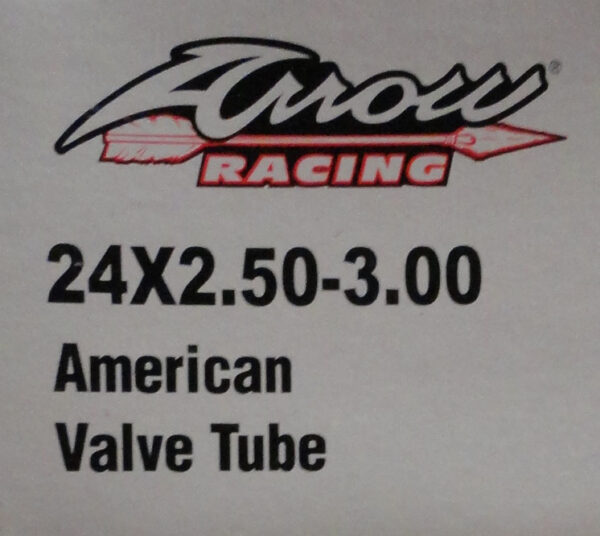 Arrow®
RACING
24X2.50-3.00
American
Valve Tube